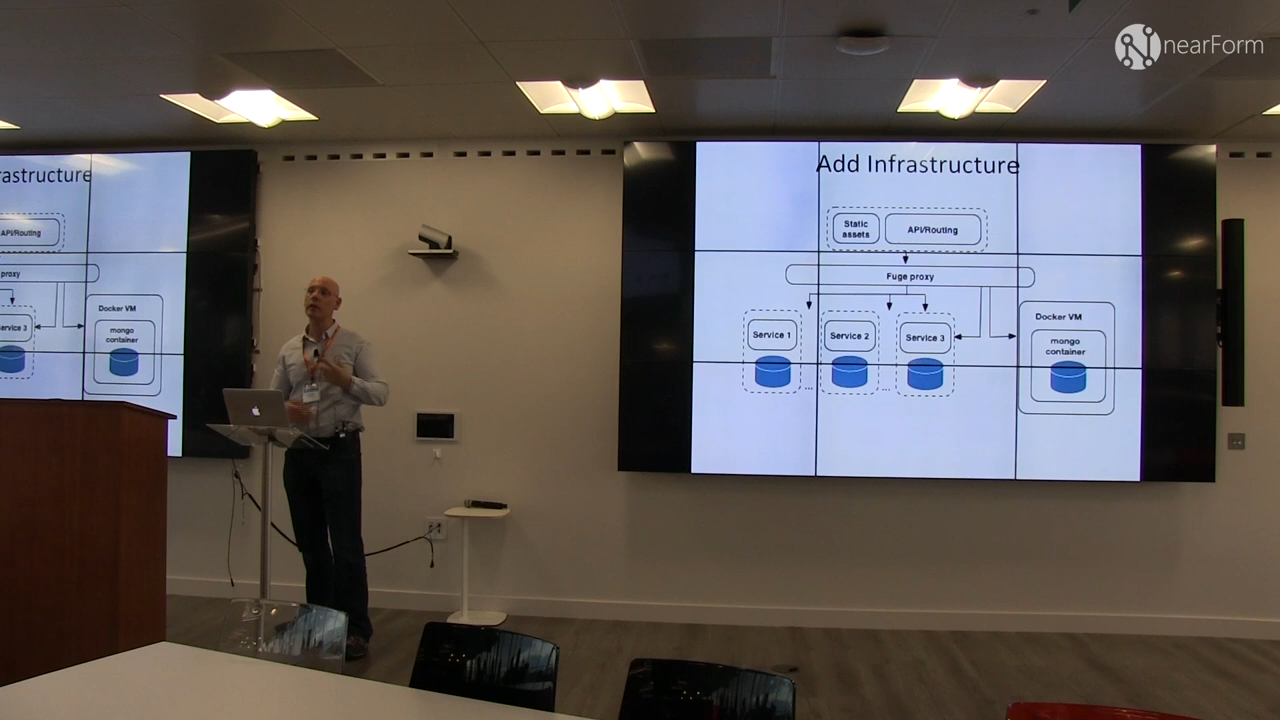 nearForm
rastructure
API/Routing
proxy
Service 3
Docker VM
mongo
container
Add Infrastructure
Static
assets
API/Routing
Fuge proxy
Service 1
Service 2
Service 3
...
...
Docker VM
mongo
container